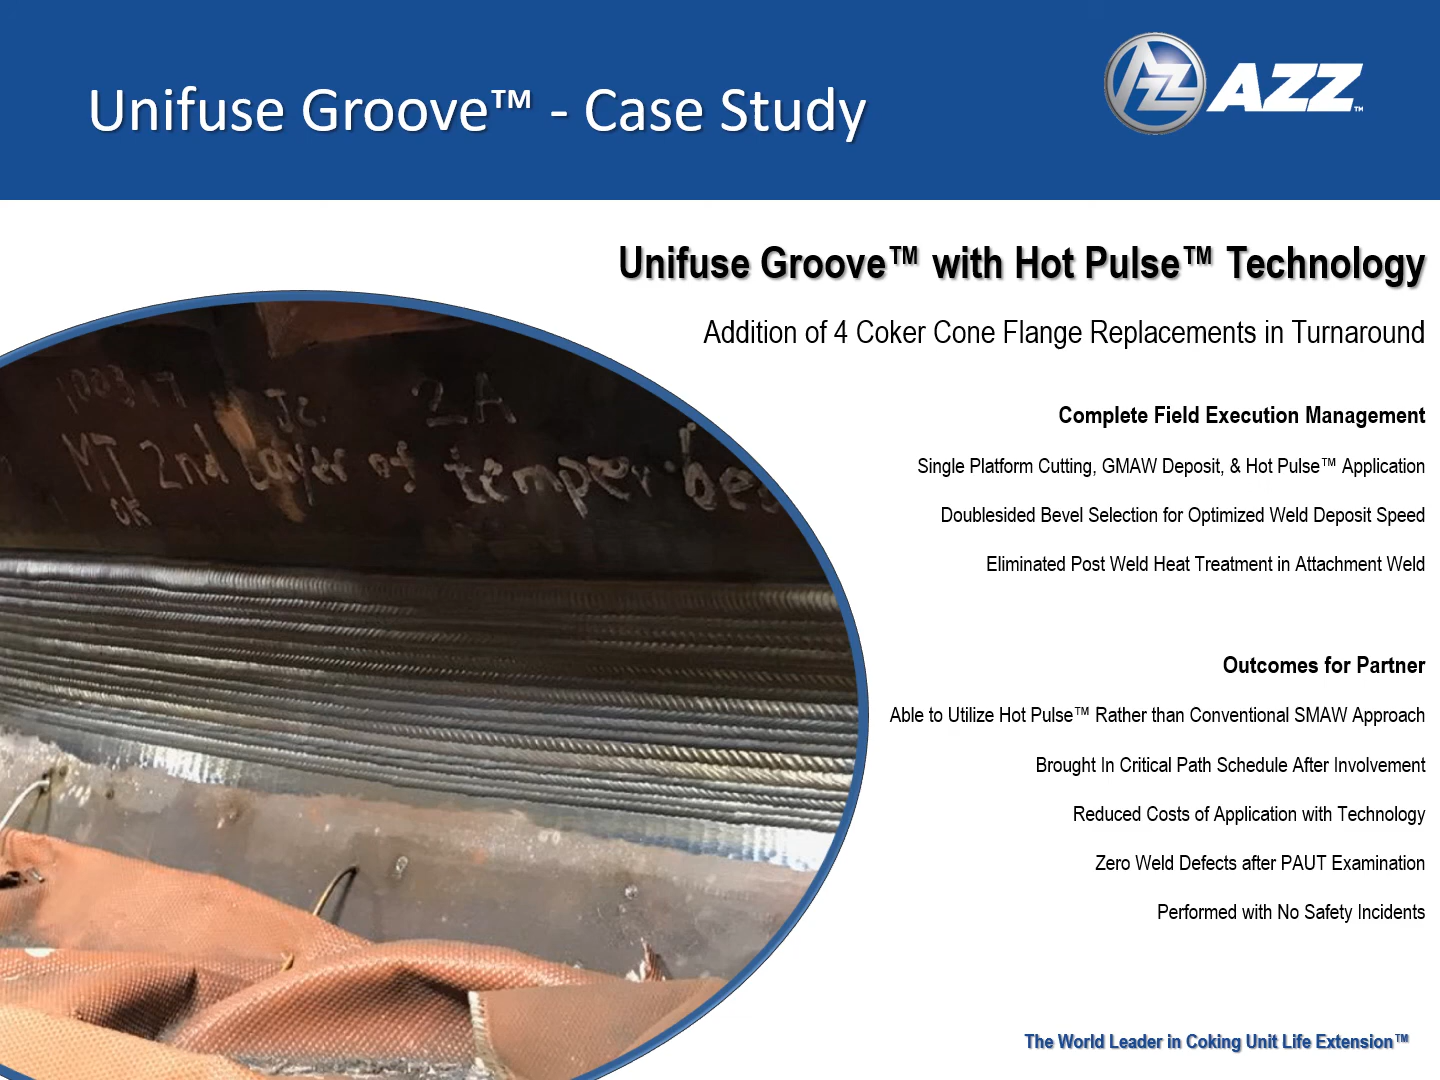 Unifuse Groove™ - Case Study
AZZ™
Unifuse Groove™ with Hot Pulse™ Technology
Addition of 4 Coker Cone Flange Replacements in Turnaround
100317 Jc. 2A
MT 2nd Layer of temper bea
OK
Complete Field Execution Management
Single Platform Cutting, GMAW Deposit, & Hot Pulse™ Application
Doublesided Bevel Selection for Optimized Weld Deposit Speed
Eliminated Post Weld Heat Treatment in Attachment Weld
Outcomes for Partner
Able to Utilize Hot Pulse™ Rather than Conventional SMAW Approach
Brought In Critical Path Schedule After Involvement
Reduced Costs of Application with Technology
Zero Weld Defects after PAUT Examination
Performed with No Safety Incidents
The World Leader in Coking Unit Life Extension™